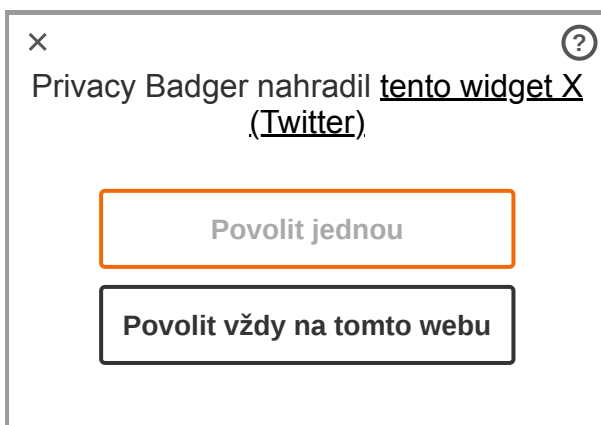 ×
?
Privacy Badger nahradil tento widget X
(Twitter)
Povolit jednou
Povolit vždy na tomto webu